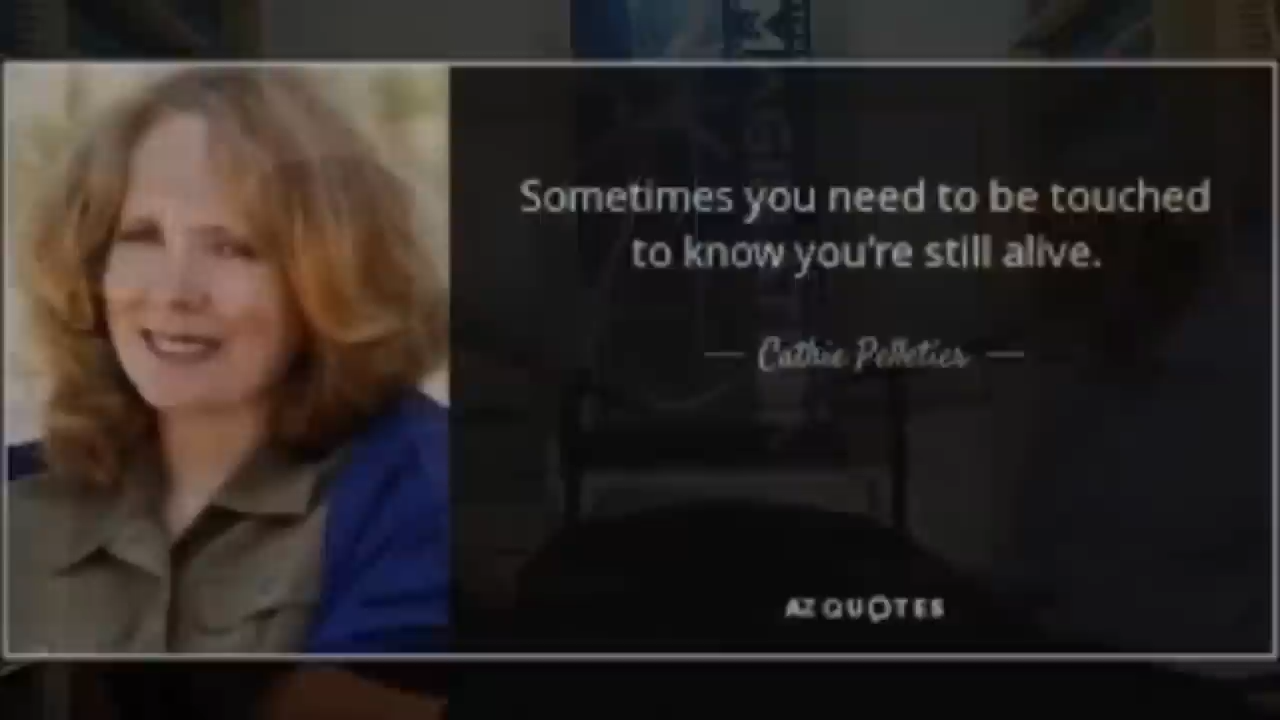 Sometimes you need to be touched
to know you're still alive.
— Cathie Pelletier —
AZ QUOTES